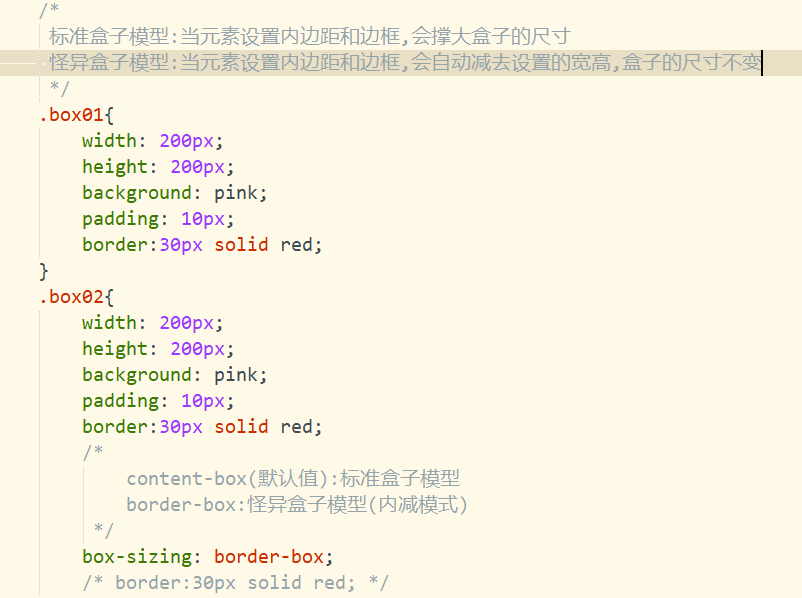 /*
标准盒子模型:当元素设置内边距和边框,会撑大盒子的尺寸
怪异盒子模型:当元素设置内边距和边框,会自动减去设置的宽高,盒子的尺寸不变
*/
.box01{
width: 200px;
height: 200px;
background: pink;
padding: 10px;
border:30px solid red;
}
.box02{
width: 200px;
height: 200px;
background: pink;
padding: 10px;
border:30px solid red;
/*
content-box(默认值):标准盒子模型
border-box:怪异盒子模型(内减模式)
*/
box-sizing: border-box;
/* border:30px solid red; */